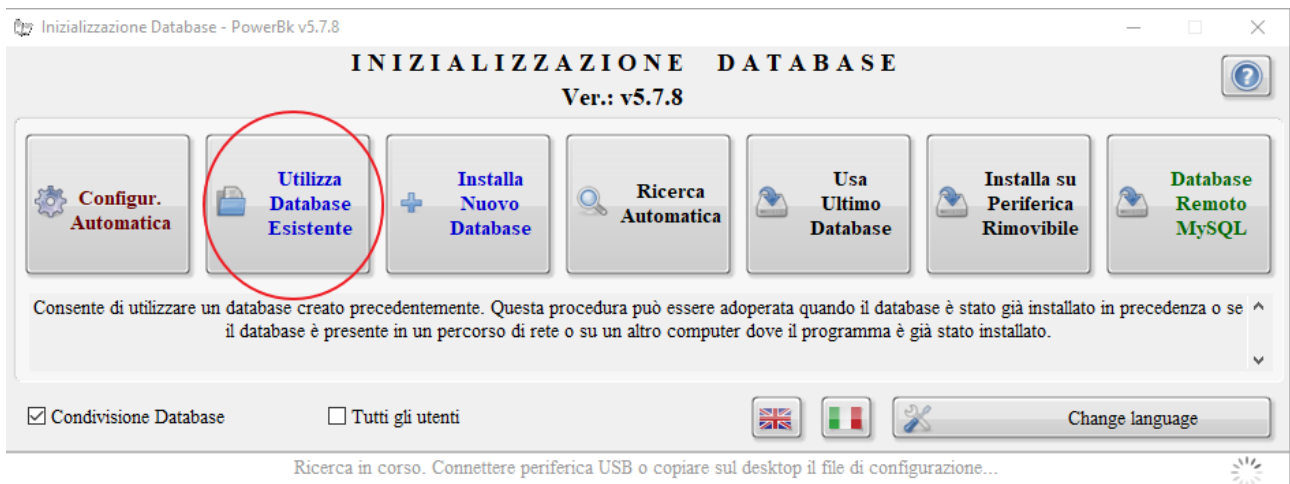 Inizializzazione Database - PowerBk v5.7.8
INIZIALIZZAZIONE DATABASE
Ver.: v5.7.8
Configur.
Automatica
Utilizza
Database
Esistente
Installa
Nuovo
Database
Ricerca
Automatica
Usa
Ultimo
Database
Installa su
Periferica
Rimovibile
Database
Remoto
MySQL
Consente di utilizzare un database creato precedentemente. Questa procedura può essere adoperata quando il database è stato già installato in precedenza o se
il database è presente in un percorso di rete o su un altro computer dove il programma è già stato installato.
Condivisione Database
Tutti gli utenti
Change language
Ricerca in corso. Connettere periferica USB o copiare sul desktop il file di configurazione...